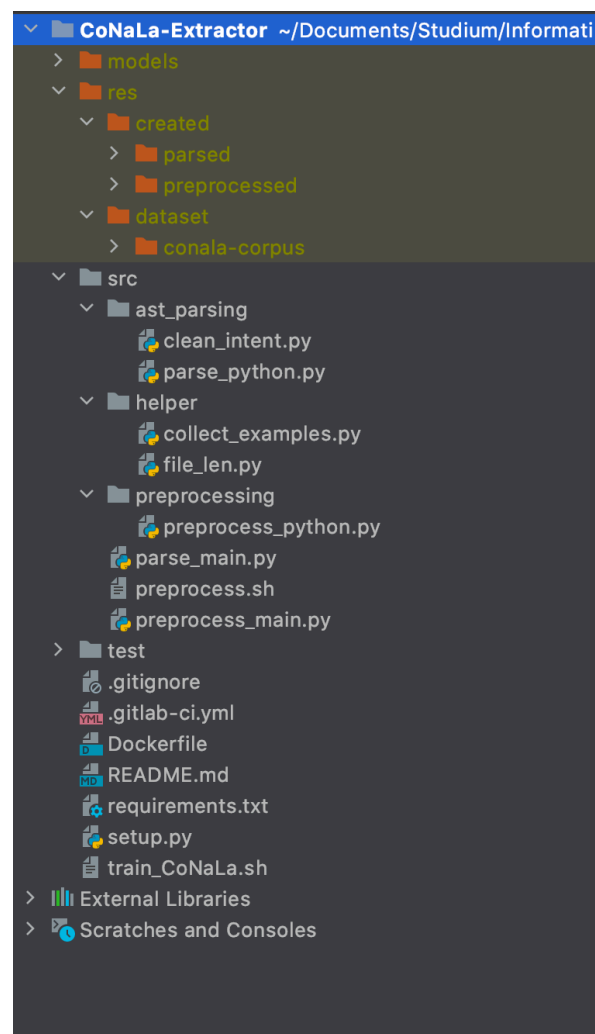 CoNaLa-Extractor ~/Documents/Studium/Informati
models
res
created
parsed
preprocessed
dataset
conala-corpus
src
ast_parsing
clean_intent.py
parse_python.py
helper
collect_examples.py
file_len.py
preprocessing
preprocess_python.py
parse_main.py
preprocess.sh
preprocess_main.py
test
.gitignore
YML .gitlab-ci.yml
D Dockerfile
MD README.md
requirements.txt
setup.py
train_CoNaLa.sh
External Libraries
Scratches and Consoles